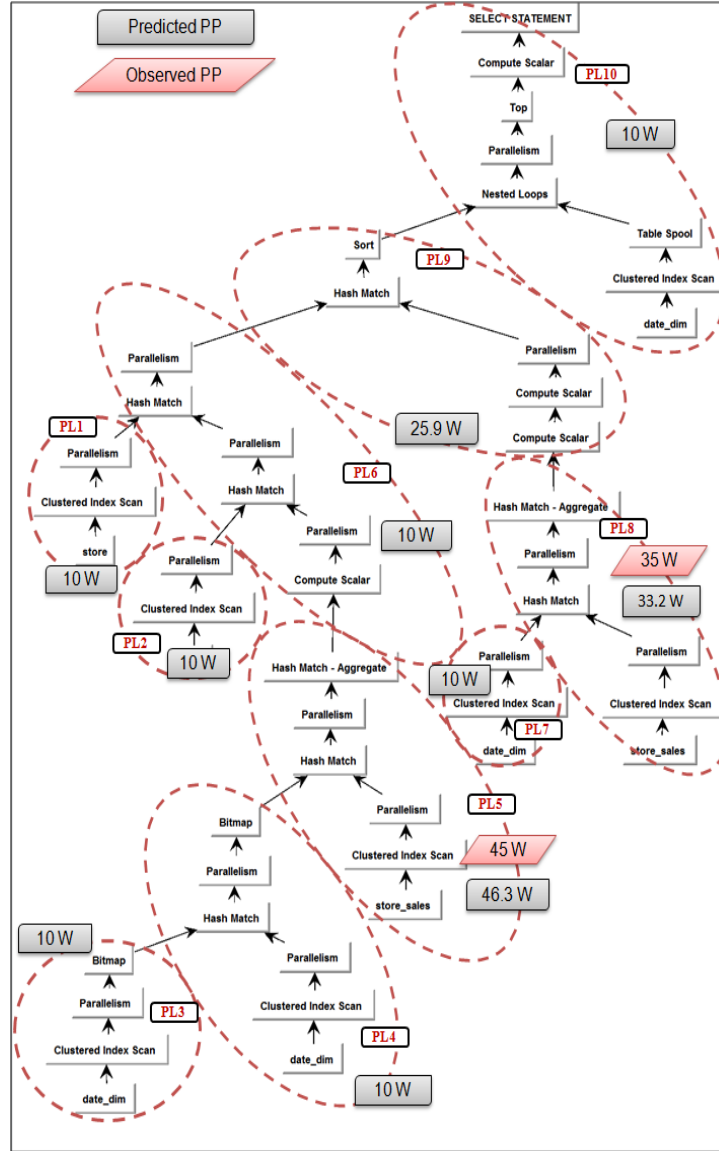 Predicted PP
Observed PP
SELECT STATEMENT
Compute Scalar
PL10
Top
10 W
Parallelism
Nested Loops
Table Spool
Sort
PL9
Clustered Index Scan
Hash Match
date_dim
Parallelism
Parallelism
Hash Match
Compute Scalar
PL1
25.9 W
Parallelism
Parallelism
Compute Scalar
PL6
Clustered Index Scan
Hash Match
Hash Match - Aggregate
store
Parallelism
10 W
PL8
10 W
Parallelism
Parallelism
35 W
Compute Scalar
Clustered Index Scan
Hash Match
33.2 W
PL2
10 W
Hash Match - Aggregate
10 W
Parallelism
Parallelism
Parallelism
Clustered Index Scan
Clustered Index Scan
PL7
Hash Match
date_dim
store_sales
PL5
Parallelism
Bitmap
Clustered Index Scan
45 W
Parallelism
46.3 W
store_sales
Hash Match
10 W
Bitmap
Parallelism
Parallelism
PL3
Clustered Index Scan
Clustered Index Scan
PL4
date_dim
10 W
date_dim